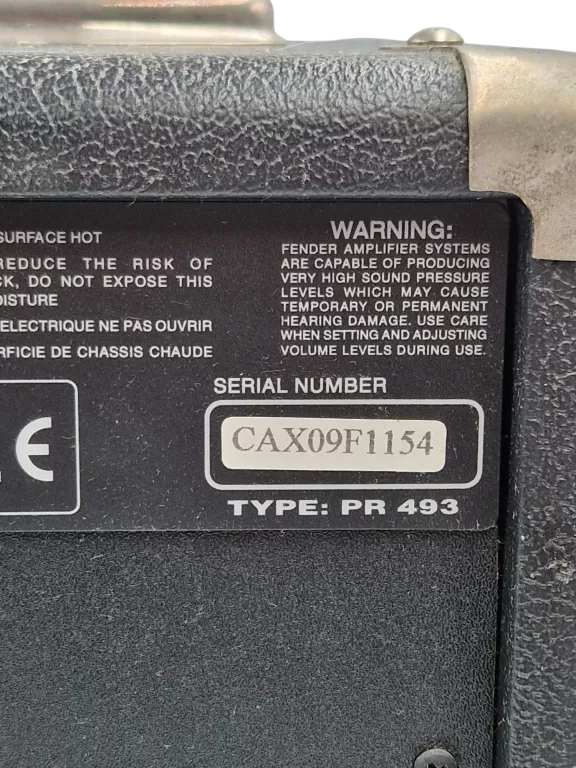 SURFACE HOT
REDUCE THE RISK OF
CK, DO NOT EXPOSE THIS
OISTURE
ELECTRIQUE NE PAS OUVRIR
RFICIE DE CHASSIS CHAUDE
CE
WARNING:
FENDER AMPLIFIER SYSTEMS
ARE CAPABLE OF PRODUCING
VERY HIGH SOUND PRESSURE
LEVELS WHICH MAY CAUSE
TEMPORARY OR PERMANENT
HEARING DAMAGE. USE CARE
WHEN SETTING AND ADJUSTING
VOLUME LEVELS DURING USE.
SERIAL NUMBER
CAX09F1154
TYPE: PR 493